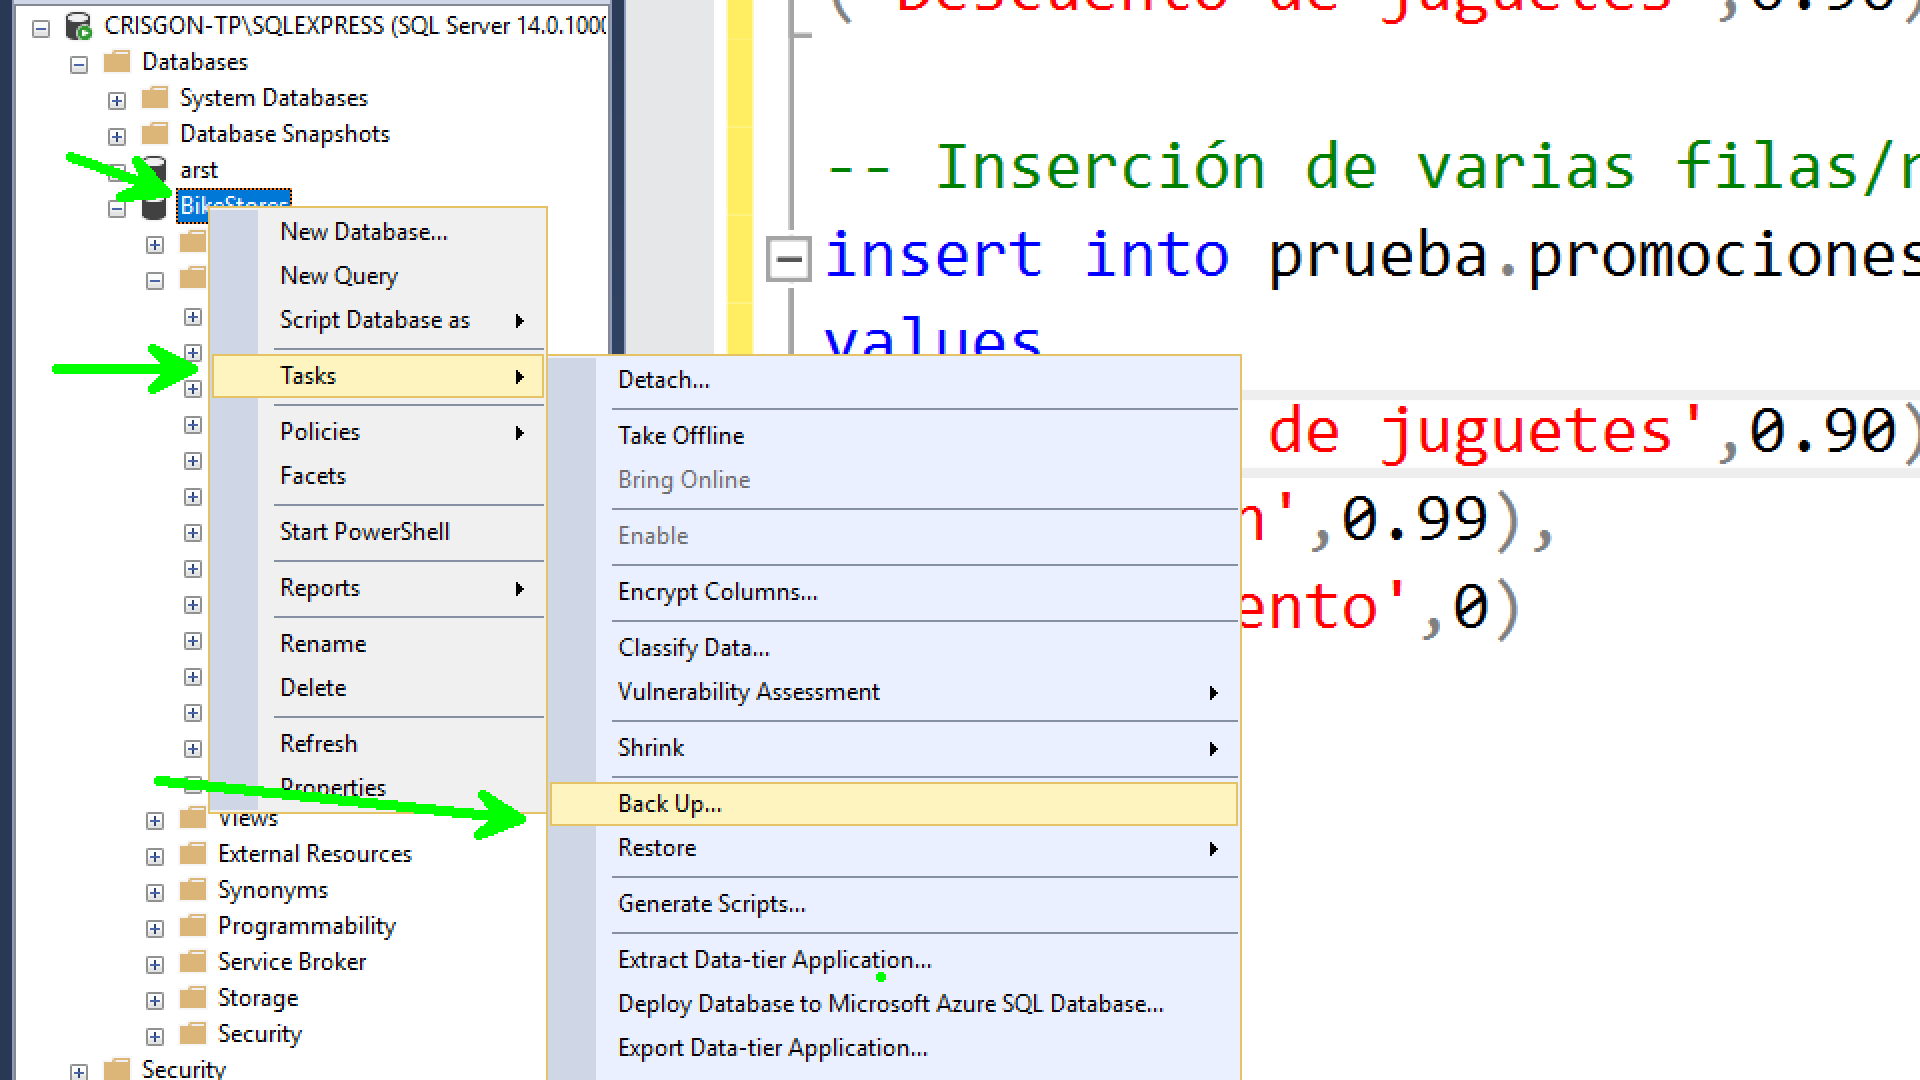 CRISGON-TP\SQLEXPRESS (SQL Server 14.0.1000
Databases
System Databases
Database Snapshots
arst
BikeStores
Views
External Resources
Synonyms
Programmability
Service Broker
Storage
Security
Security
New Database...
New Query
Script Database as
Tasks
Policies
Facets
Start PowerShell
Reports
Rename
Delete
Refresh
Properties
Detach...
Take Offline
Bring Online
Enable
Encrypt Columns...
Classify Data...
Vulnerability Assessment
Shrink
Back Up...
Restore
Generate Scripts...
Extract Data-tier Application...
Deploy Database to Microsoft Azure SQL Database...
Export Data-tier Application...
('Descuento de juguetes',0.90)
-- Inserción de varias filas/r
insert into prueba.promociones
values
de juguetes',0.90)
n',0.99),
ento',0)